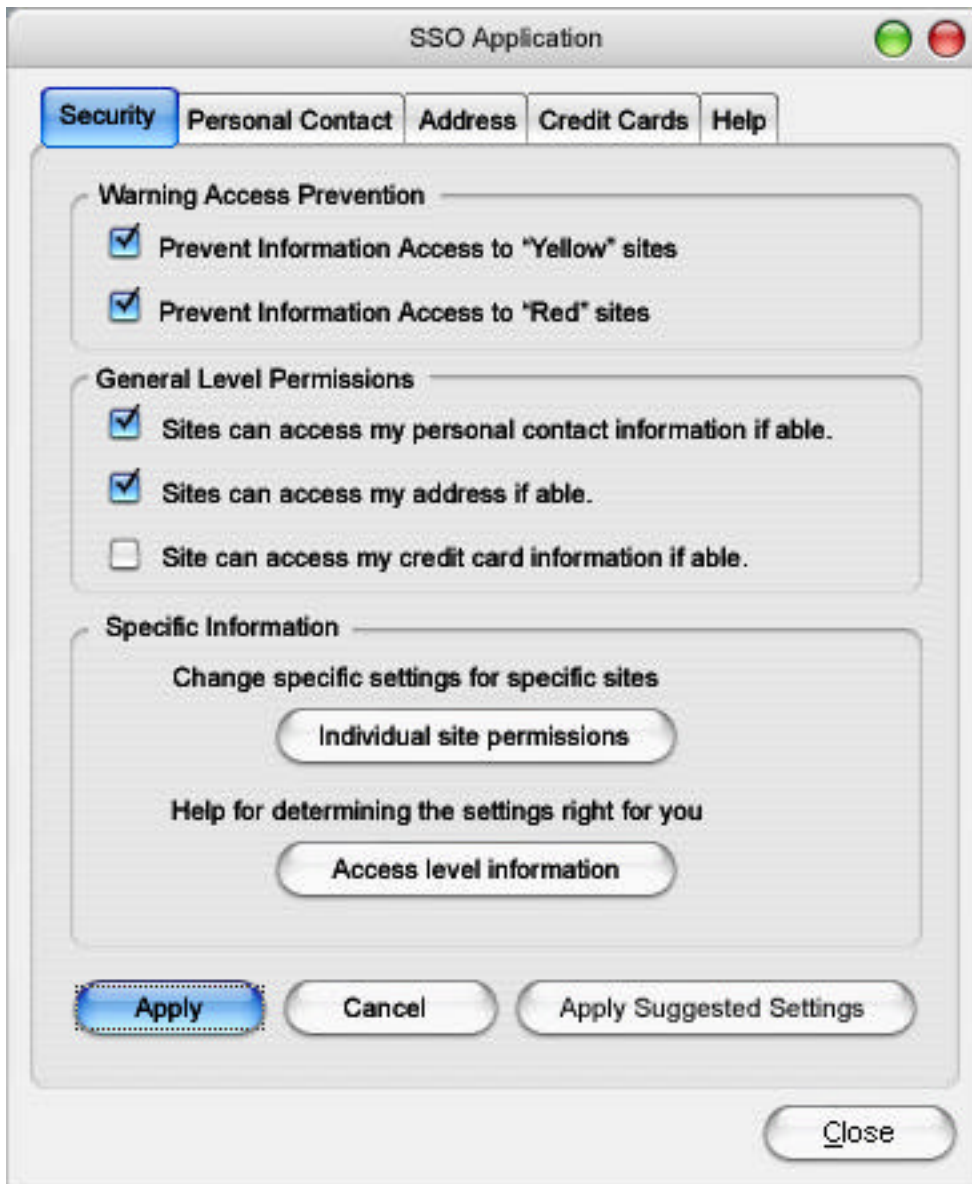 SSO Application
Security Personal Contact Address Credit Cards Help
Warning Access Prevention
Prevent Information Access to “Yellow” sites
Prevent Information Access to “Red” sites
General Level Permissions
Sites can access my personal contact information if able.
Sites can access my address if able.
Site can access my credit card information if able.
Specific Information
Change specific settings for specific sites
Individual site permissions
Help for determining the settings right for you
Access level information
Apply Cancel Apply Suggested Settings
Close